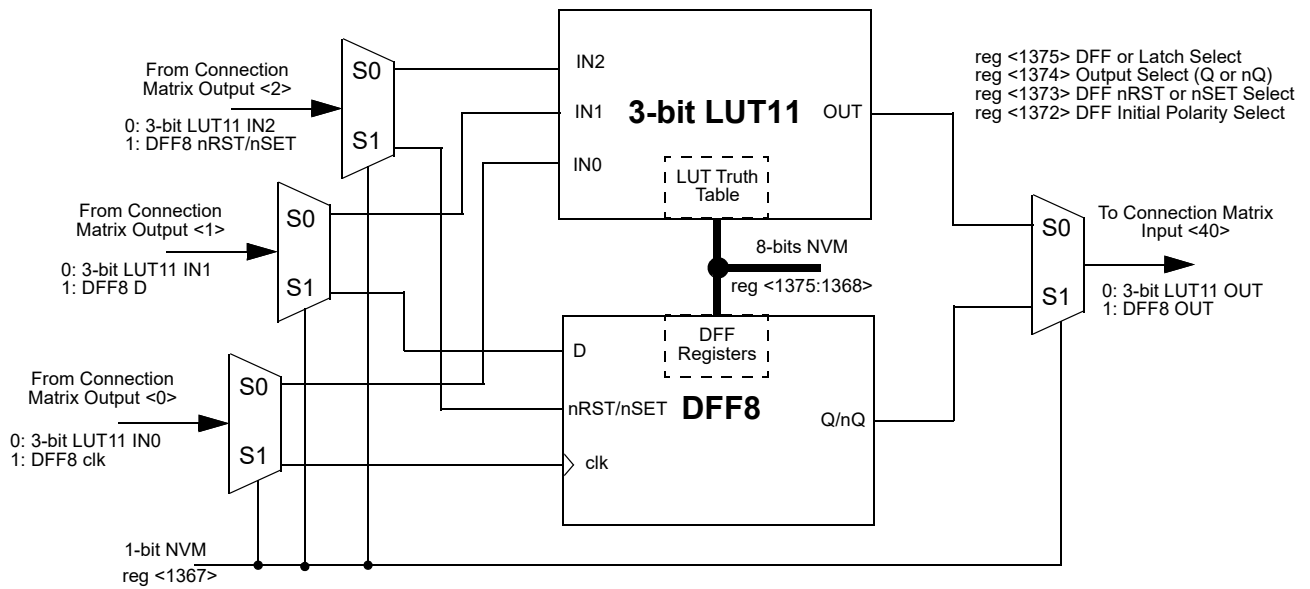 From Connection
Matrix Output <2>
0: 3-bit LUT11 IN2
1: DFF8 nRST/nSET
S0
S1
From Connection
Matrix Output <1>
0: 3-bit LUT11 IN1
1: DFF8 D
S0
S1
From Connection
Matrix Output <0>
0: 3-bit LUT11 IN0
1: DFF8 clk
S0
S1
1-bit NVM
reg <1367>
IN2
IN1
IN0
3-bit LUT11
OUT
LUT Truth
Table
8-bits NVM
reg <1375:1368>
DFF
Registers
D
nRST/nSET
DFF8
clk
Q/nQ
reg <1375> DFF or Latch Select
reg <1374> Output Select (Q or nQ)
reg <1373> DFF nRST or nSET Select
reg <1372> DFF Initial Polarity Select
S0
S1
To Connection Matrix
Input <40>
0: 3-bit LUT11 OUT
1: DFF8 OUT